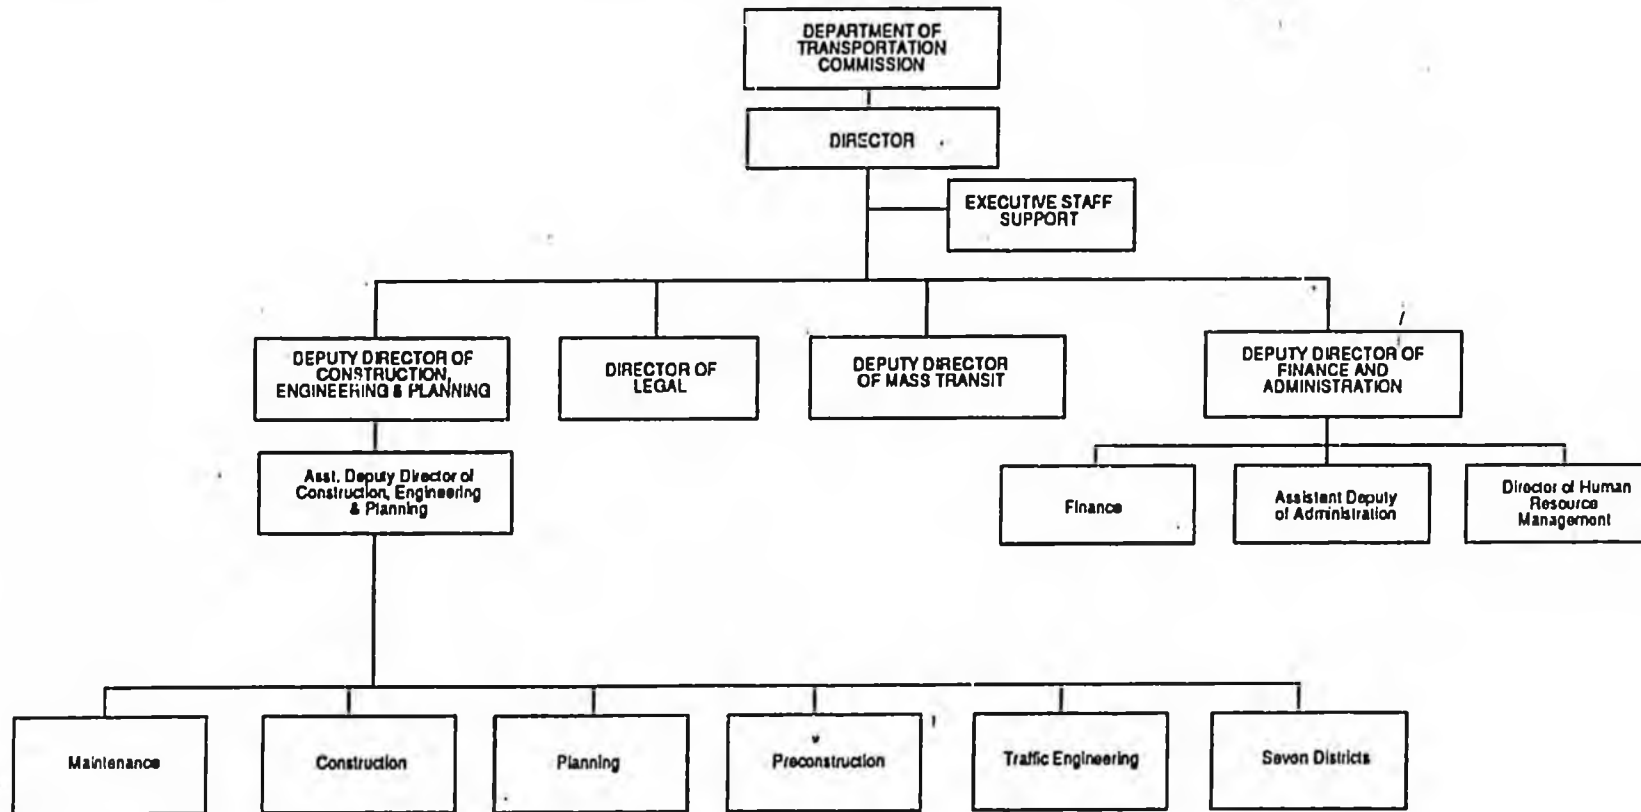 DEPARTMENT OF
TRANSPORTATION
COMMISSION
DIRECTOR
EXECUTIVE STAFF
SUPPORT
DEPUTY DIRECTOR OF
CONSTRUCTION,
ENGINEERING & PLANNING
DIRECTOR OF
LEGAL
DEPUTY DIRECTOR
OF MASS TRANSIT
DEPUTY DIRECTOR OF
FINANCE AND
ADMINISTRATION
Asst. Deputy Director of
Construction, Engineering
& Planning
Finance
Assistant Deputy
of Administration
Director of Human
Resource
Management
Maintenance
Construction
Planning
Preconstruction
Traffic Engineering
Seven Districts